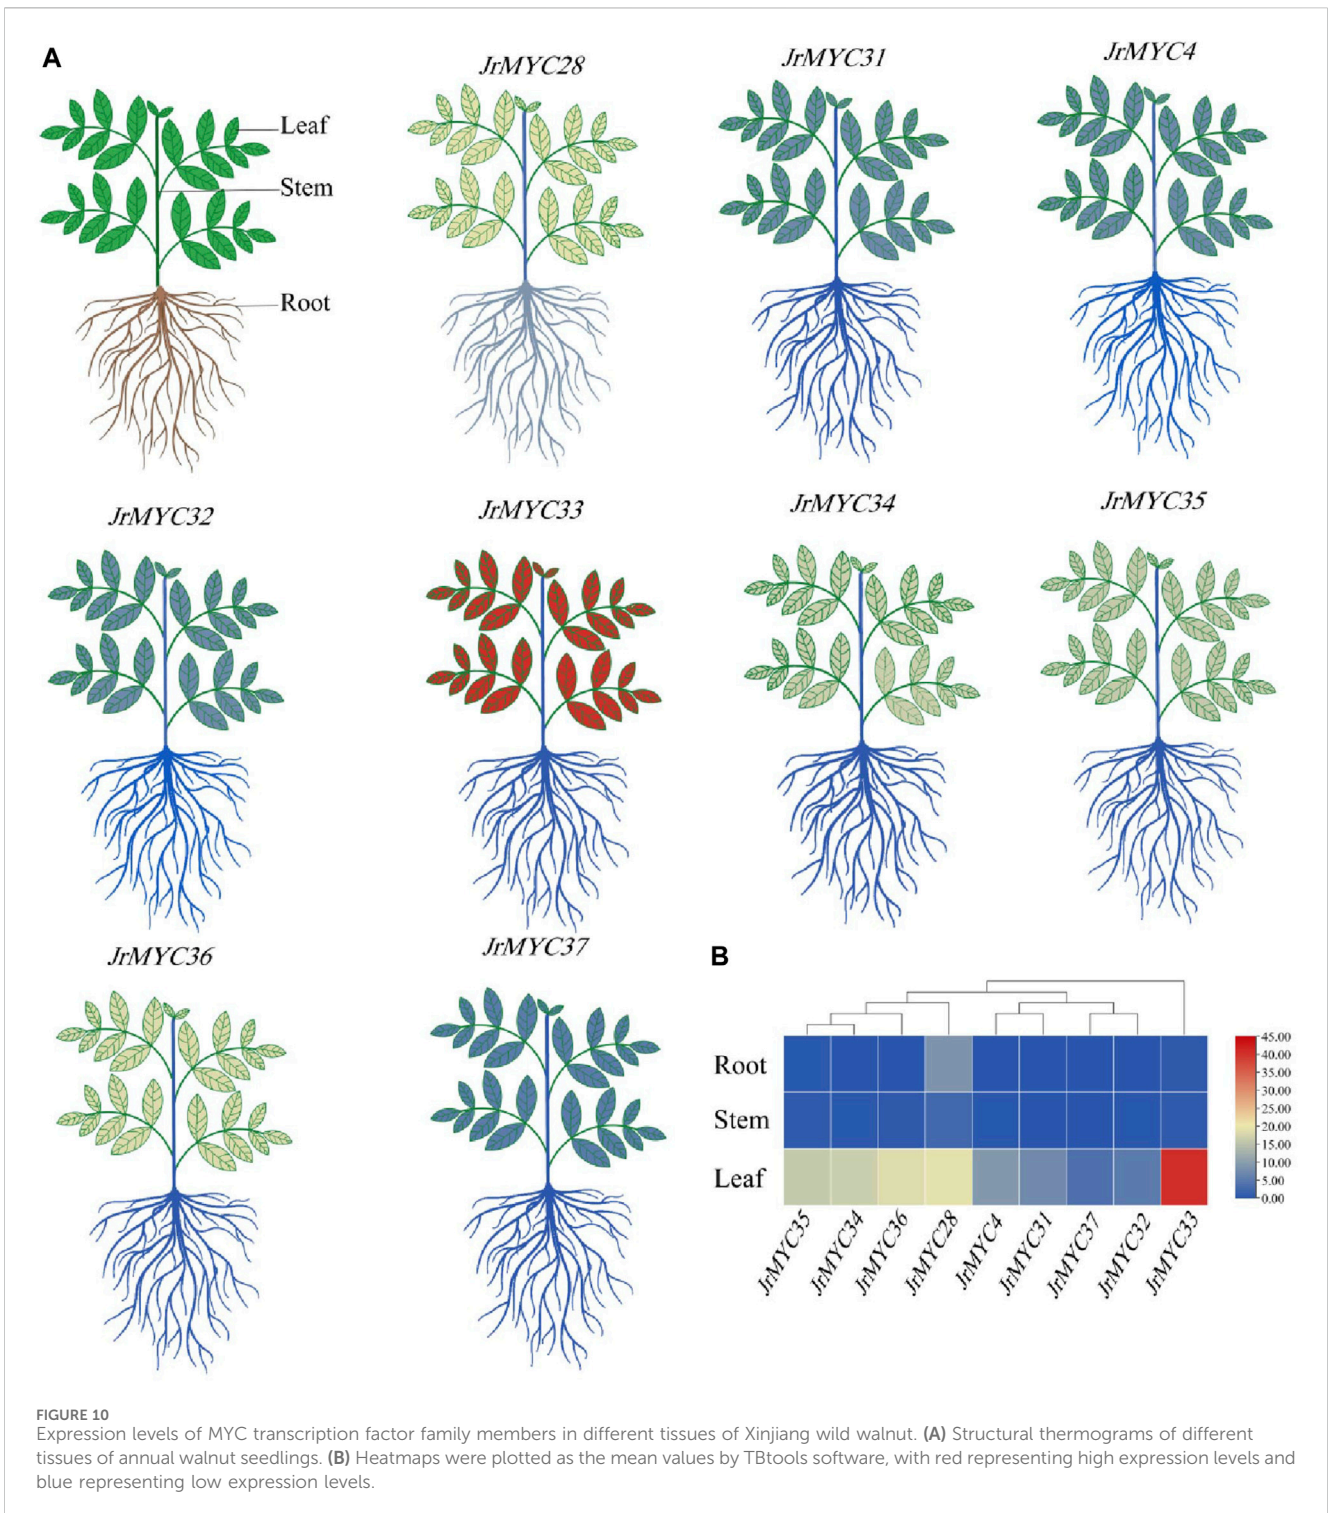 A
JrMYC28
JrMYC31
JrMYC4
Leaf
Stem
Root
JrMYC32
JrMYC33
JrMYC34
JrMYC35
JrMYC36
JrMYC37
B
Root
Stem
Leaf
45.00
40.00
35.00
30.00
25.00
20.00
15.00
10.00
5.00
0.00
JrMYC35
JrMYC34
JrMYC36
JrMYC28
JrMYC4
JrMYC31
JrMYC37
JrMYC32
JrMYC33
FIGURE 10
Expression levels of MYC transcription factor family members in different tissues of Xinjiang wild walnut. (A) Structural thermograms of different
tissues of annual walnut seedlings. (B) Heatmaps were plotted as the mean values by TBtools software, with red representing high expression levels and
blue representing low expression levels.